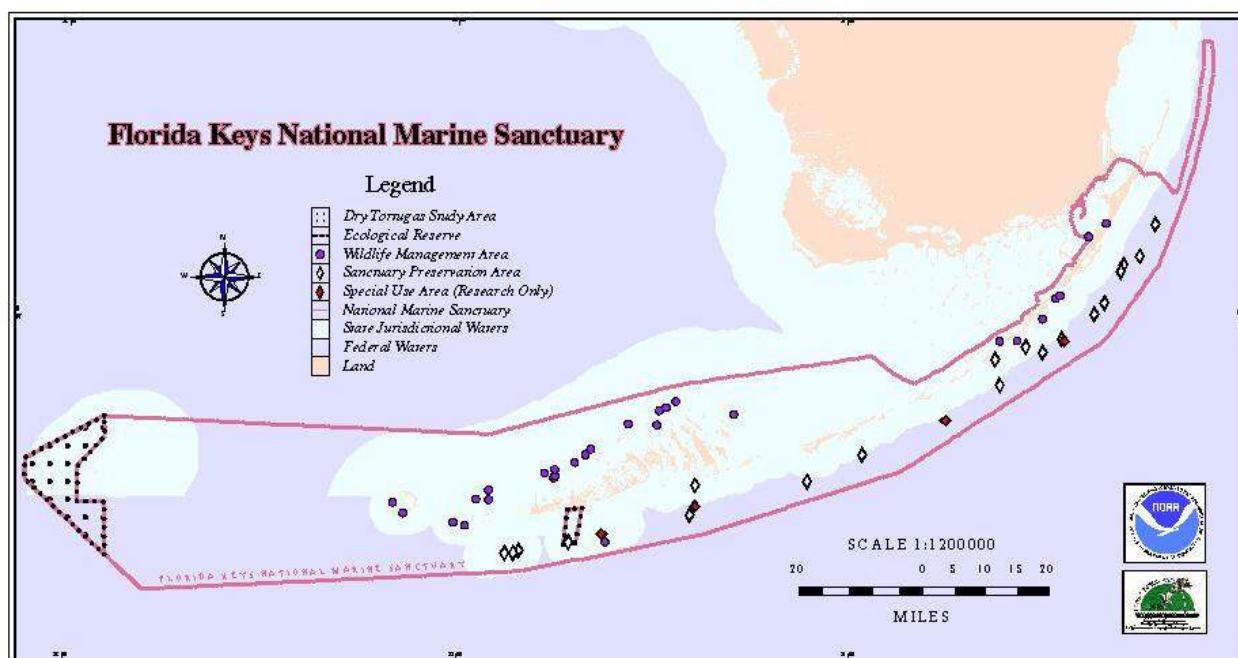 Florida Keys National Marine Sanctuary
Legend
Dry Tortugas Study Area
Ecological Reserve
Wildlife Management Area
Sanctuary Preservation Area
Special Use Area (Research Only)
National Marine Sanctuary
State Jurisdictional Waters
Federal Waters
Land
N
W
E
S
FLORIDA KEYS NATIONAL MARINE SANCTUARY
SCALE 1:1200000
20 0 5 10 15 20
MILES
NOAA